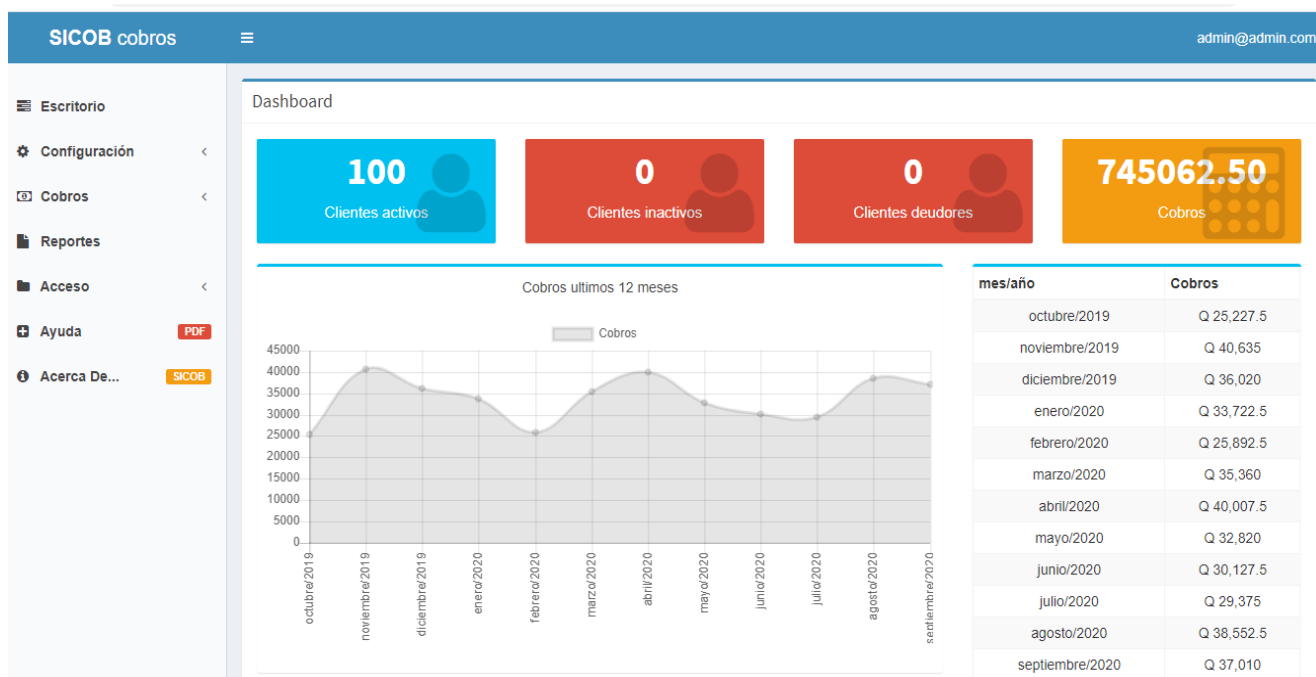 SICOB cobros
admin@admin.com
Escritorio
Configuración
Cobros
Reportes
Acceso
Ayuda PDF
Acerca De... SICOB
Dashboard
100
Clientes activos
0
Clientes inactivos
0
Clientes deudores
745062.50
Cobros
Cobros ultimos 12 meses
Cobros
45000
40000
35000
30000
25000
20000
15000
10000
5000
0
octubre/2019
noviembre/2019
diciembre/2019
enero/2020
febrero/2020
marzo/2020
abril/2020
mayo/2020
junio/2020
julio/2020
agosto/2020
septiembre/2020
mes/año Cobros
octubre/2019 Q 25,227.5
noviembre/2019 Q 40,635
diciembre/2019 Q 36,020
enero/2020 Q 33,722.5
febrero/2020 Q 25,892.5
marzo/2020 Q 35,360
abril/2020 Q 40,007.5
mayo/2020 Q 32,820
junio/2020 Q 30,127.5
julio/2020 Q 29,375
agosto/2020 Q 38,552.5
septiembre/2020 Q 37,010